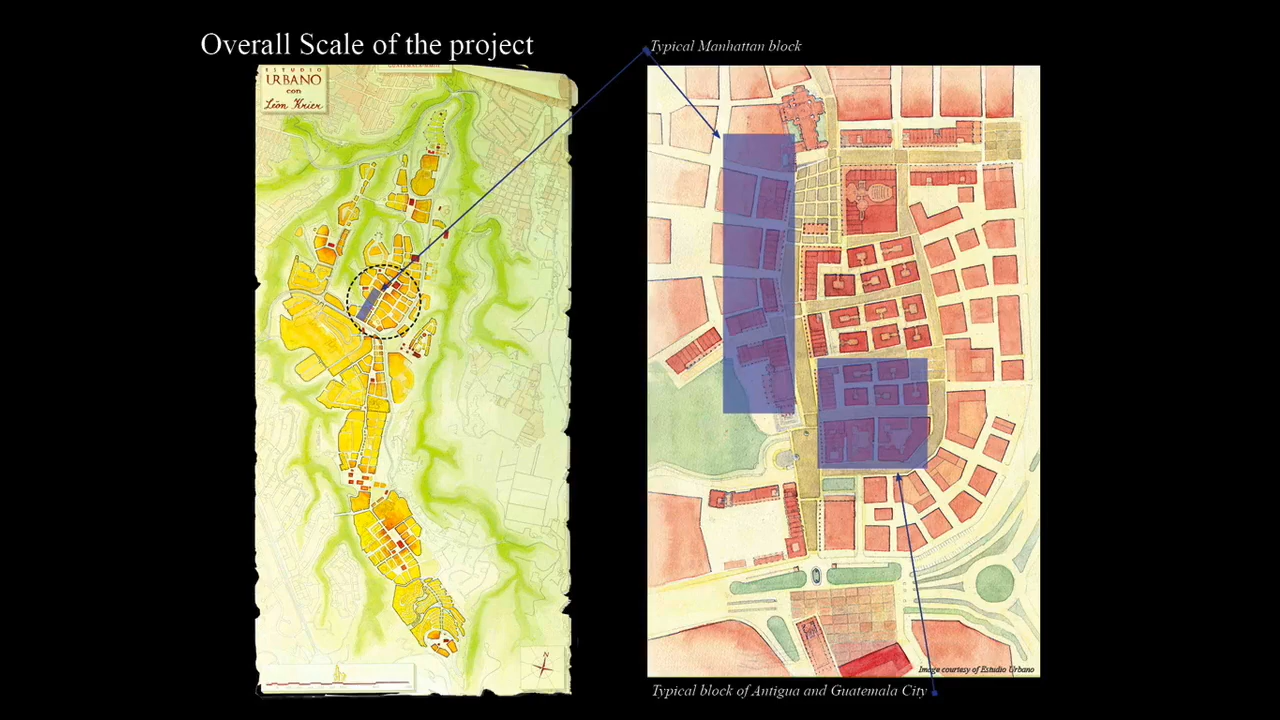 Overall Scale of the project
Typical Manhattan block
ESTUDIO
URBANO
con
Léon Krier
N
Image courtesy of Estudio Urbano
Typical block of Antigua and Guatemala City